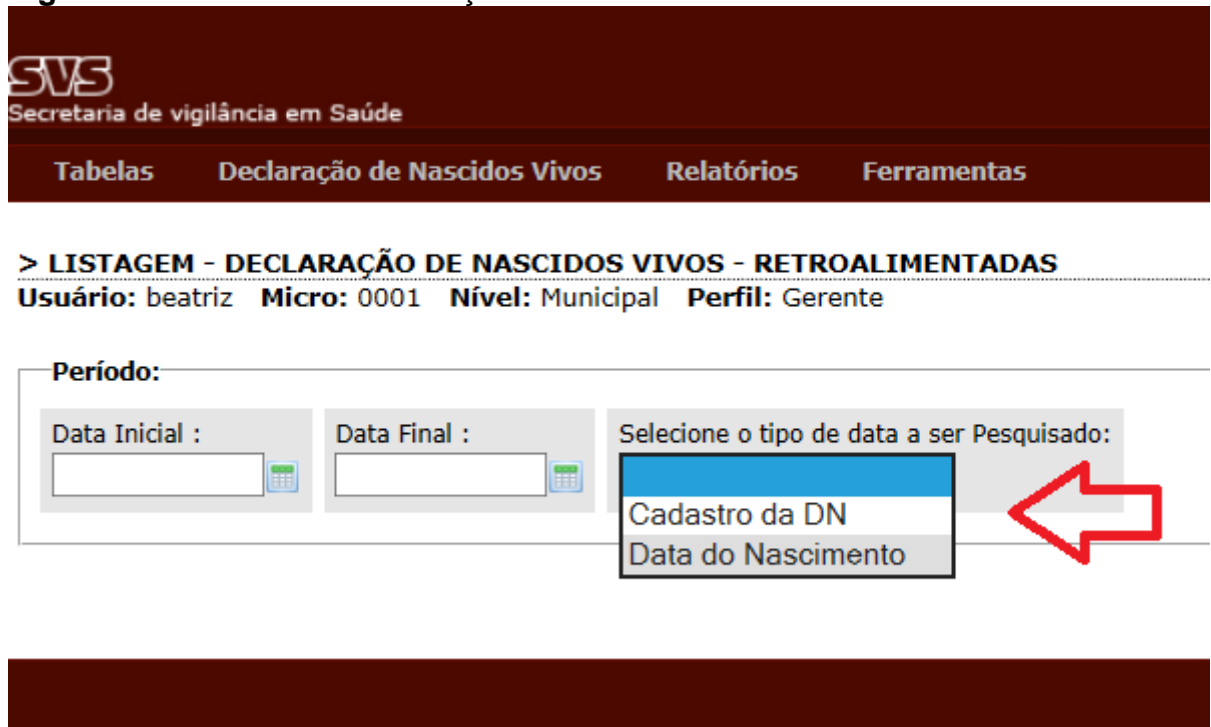 SVS
Secretaria de vigilância em Saúde
Tabelas Declaração de Nascidos Vivos Relatórios Ferramentas
> LISTAGEM - DECLARAÇÃO DE NASCIDOS VIVOS - RETROALIMENTADAS
Usuário: beatriz Micro: 0001 Nível: Municipal Perfil: Gerente
Período:
Data Inicial : Data Final : Selecione o tipo de data a ser Pesquisado:
Cadastro da DN
Data do Nascimento